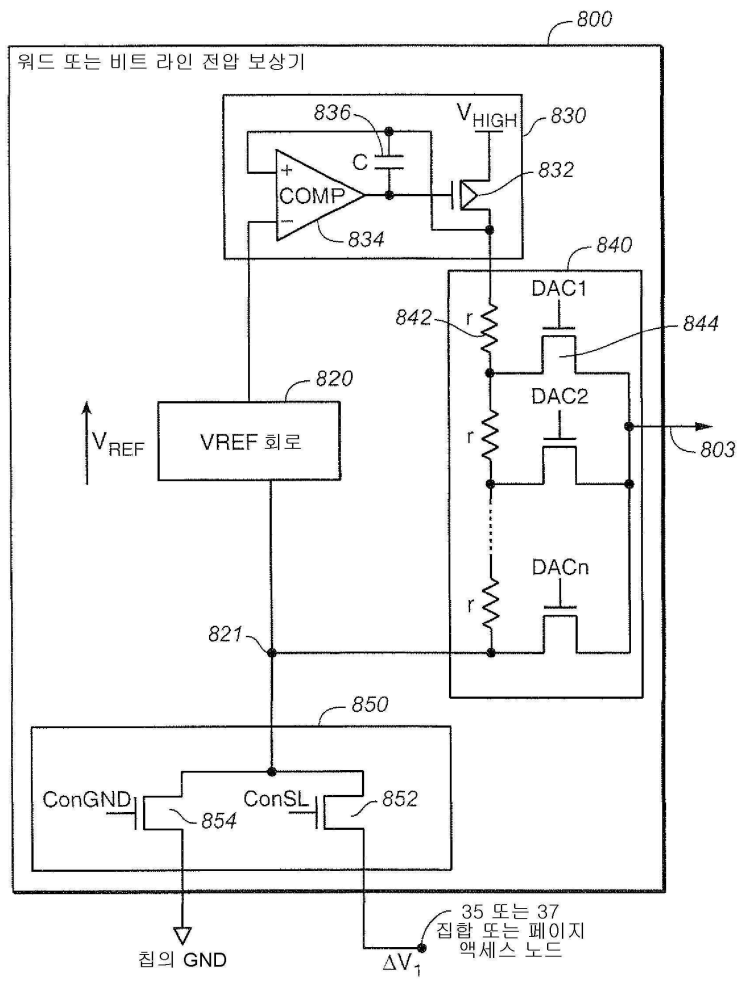 800
워드 또는 비트 라인 전압 보상기
836
V_HIGH
830
C
+
COMP
−
832
834
840
DAC1
842
r
844
820
DAC2
V_REF
VREF 회로
r
803
DACn
r
821
850
ConGND
854
ConSL
852
35 또는 37
집합 또는 페이지
액세스 노드
칩의 GND
ΔV₁